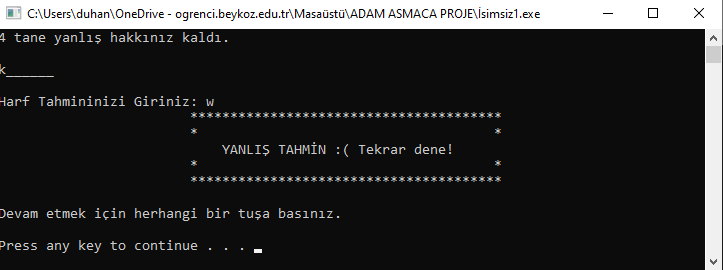 C:\Users\duhan\OneDrive - ogrenci.beykoz.edu.tr\Masaüstü\ADAM ASMACA PROJE\İsimsiz1.exe
4 tane yanlış hakkınız kaldı.
k______
Harf Tahmininizi Giriniz: w
***************************************
*                                     *
YANLIŞ TAHMİN :( Tekrar dene!
*                                     *
***************************************
Devam etmek için herhangi bir tuşa basınız.
Press any key to continue . . .